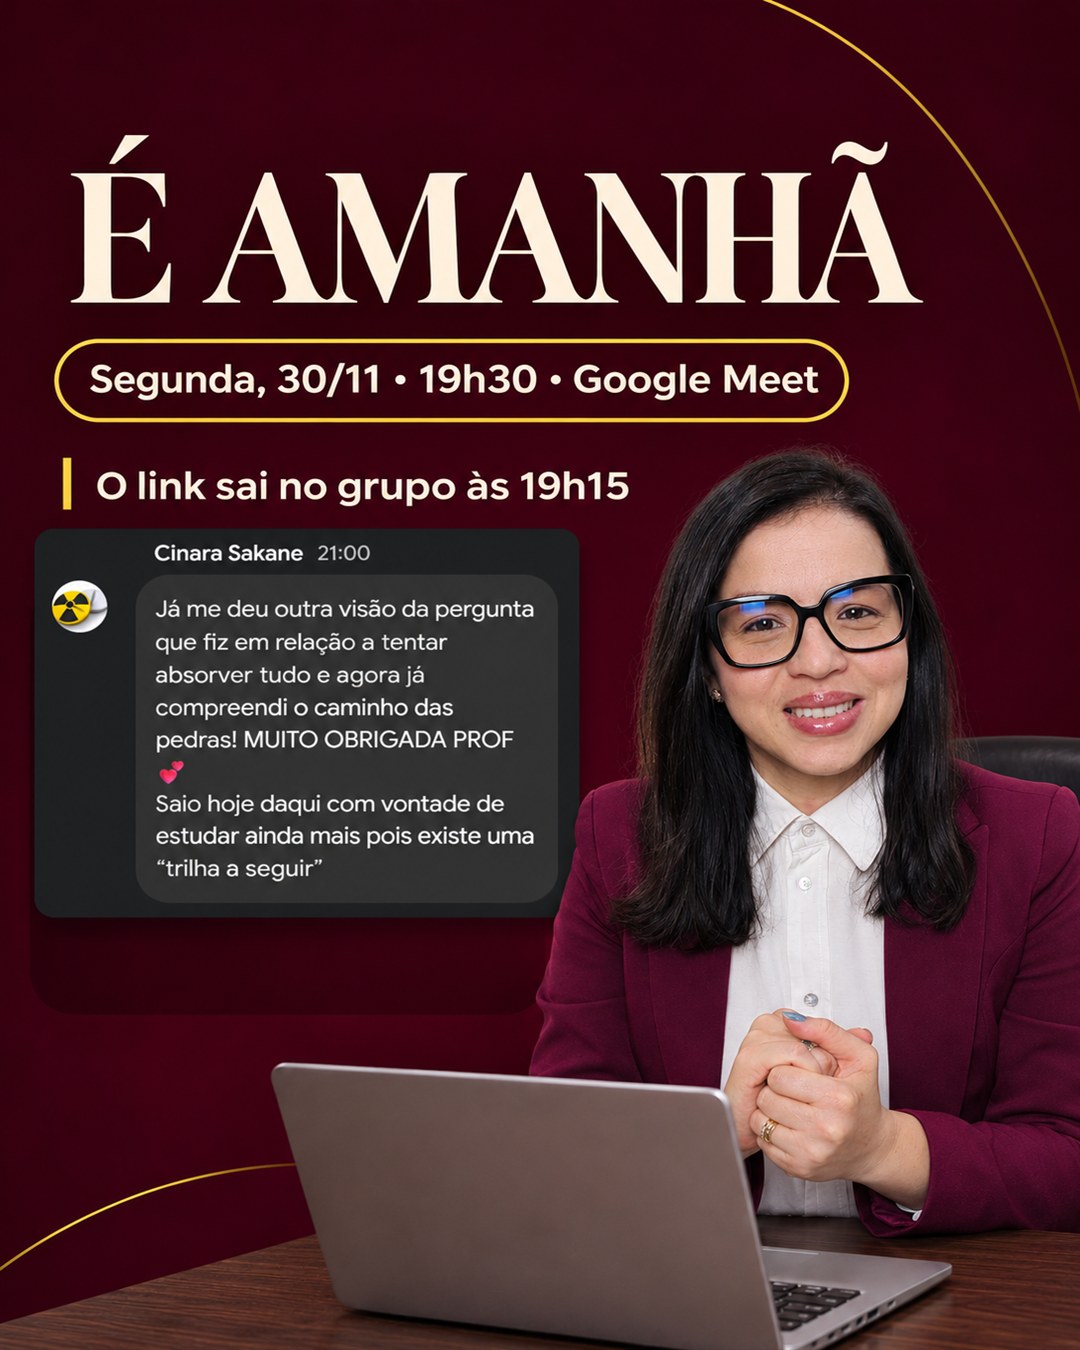 É AMANHÃ
Segunda, 30/11 • 19h30 • Google Meet
O link sai no grupo às 19h15
Cinara Sakane 21:00
Já me deu outra visão da pergunta
que fiz em relação a tentar
absorver tudo e agora já
compreendi o caminho das
pedras! MUITO OBRIGADA PROF
💕
Saio hoje daqui com vontade de
estudar ainda mais pois existe uma
“trilha a seguir”